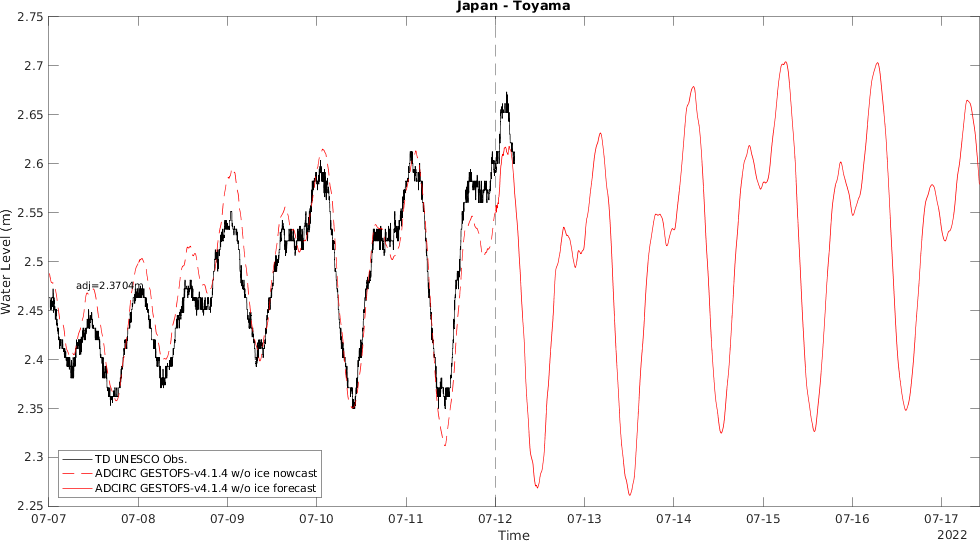 Japan - Toyama
2.75
2.7
2.65
2.6
2.55
2.5
2.45
2.4
2.35
2.3
2.25
Water Level (m)
adj=2.3704m
TD UNESCO Obs.
ADCIRC GESTOFS-v4.1.4 w/o ice nowcast
ADCIRC GESTOFS-v4.1.4 w/o ice forecast
07-07 07-08 07-09 07-10 07-11 07-12 07-13 07-14 07-15 07-16 07-17
Time
2022